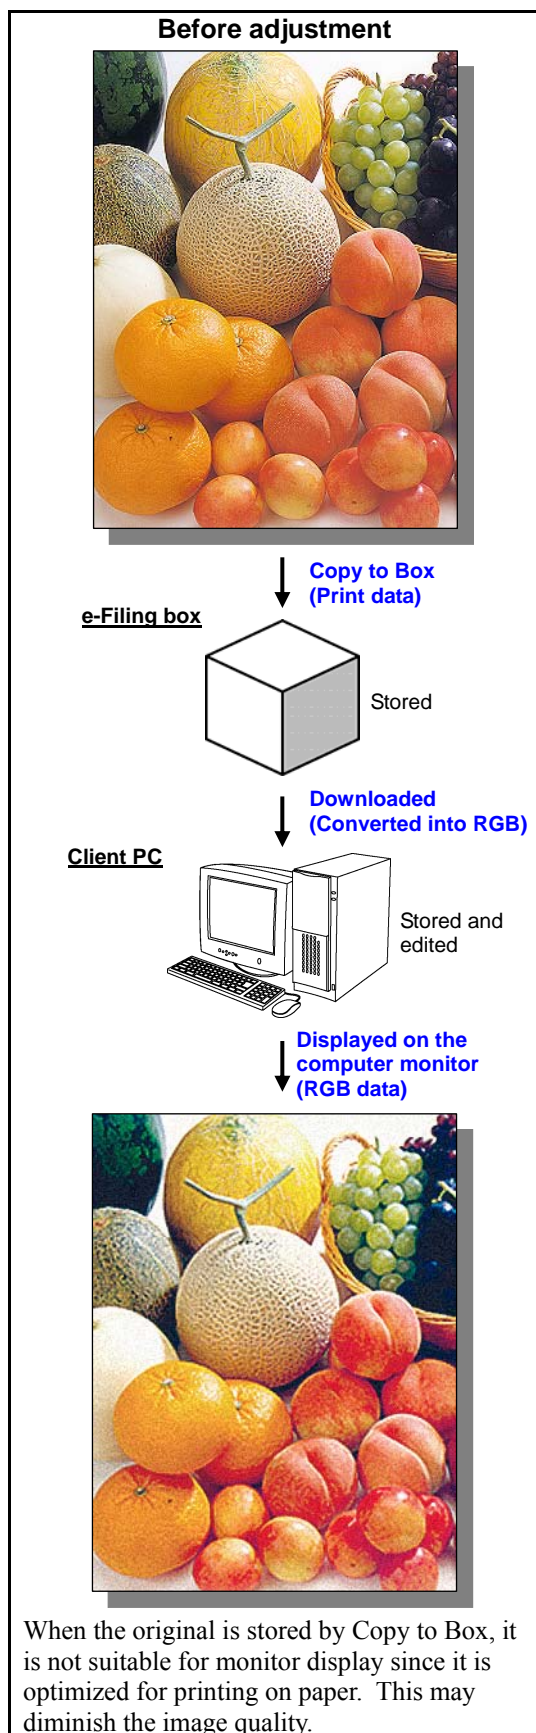 Before adjustment
Copy to Box
(Print data)
e-Filing box
Stored
Downloaded
(Converted into RGB)
Client PC
Stored and
edited
Displayed on the
computer monitor
(RGB data)
When the original is stored by Copy to Box, it
is not suitable for monitor display since it is
optimized for printing on paper.  This may
diminish the image quality.